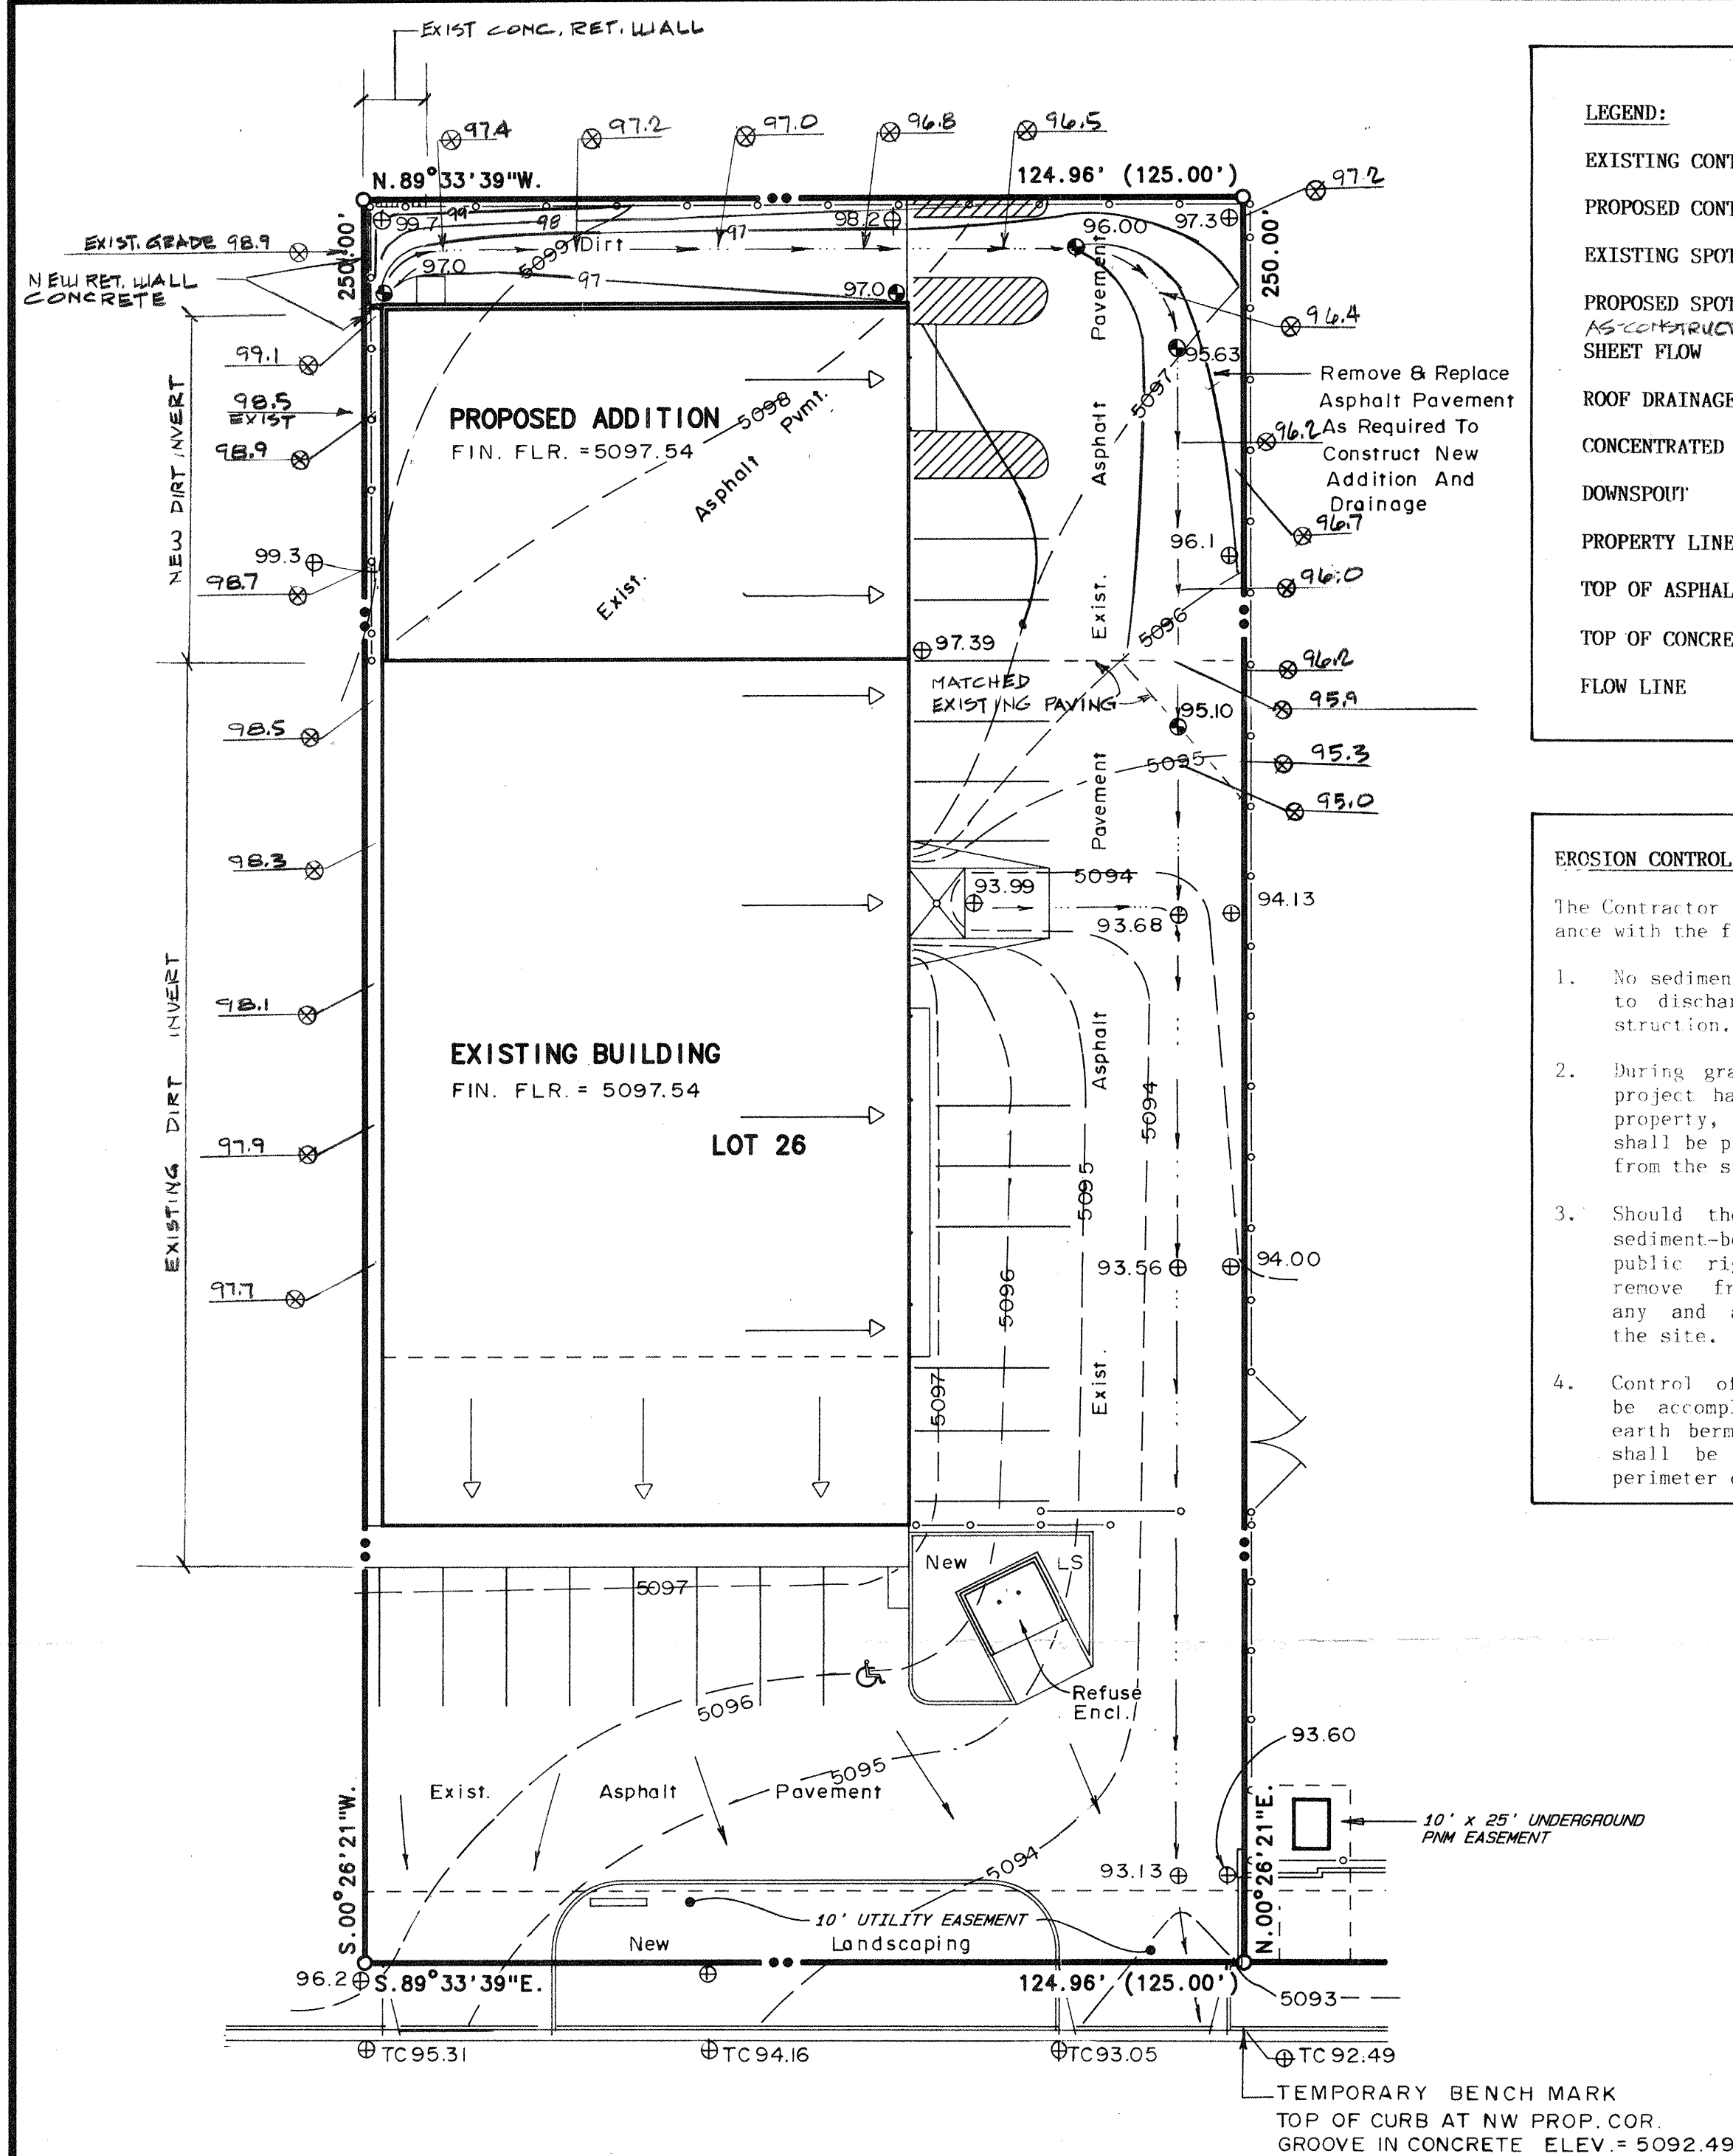 EXIST CONC. RET. WALL
97.4
97.2
97.0
96.8
96.5
N.89°33'39"W.
124.96' (125.00')
97.2
99.7
99
98
98.2
97
96.00
97.3
EXIST. GRADE 98.9
5099
Dirt
NEW RET. WALL
CONCRETE
250.00'
97.0
97
97.0
250.00'
96.4
99.1
95.63
Pavement
5097
Remove & Replace
Asphalt Pavement
As Required To
Construct New
Addition And
Drainage
98.5
EXIST
98.9
NEW DIRT INVERT
PROPOSED ADDITION
FIN. FLR. =5097.54
5098
Pvmt.
Asphalt
Exist.
Asphalt
Exist.
96.2
96.7
96.1
99.3
98.7
96.0
5096
97.39
MATCHED
EXISTING PAVING
96.2
95.9
95.10
98.5
5095
95.3
95.0
Pavement
98.3
93.99
5094
94.13
93.68
EXISTING DIRT INVERT
98.1
EXISTING BUILDING
FIN. FLR. = 5097.54
LOT 26
Asphalt
5094
97.9
5095
97.7
93.56
94.00
5096
Exist.
5097
New
LS
5097
Refuse
Encl.
5096
93.60
5095
Exist.
Asphalt
Pavement
S.00°26'21"W.
N.00°26'21"E.
10' X 25' UNDERGROUND
PNM EASEMENT
5094
93.13
10' UTILITY EASEMENT
New
Landscaping
96.2
S.89°33'39"E.
124.96' (125.00')
5093
TC95.31
TC94.16
TC93.05
TC92.49
TEMPORARY BENCH MARK
TOP OF CURB AT NW PROP. COR.
GROOVE IN CONCRETE ELEV.= 5092.49
LEGEND:
EXISTING CONT
PROPOSED CONT
EXISTING SPOT
PROPOSED SPOT
AS-CONSTRUCT
SHEET FLOW
ROOF DRAINAGE
CONCENTRATED
DOWNSPOUT
PROPERTY LINE
TOP OF ASPHAL
TOP OF CONCRE
FLOW LINE
EROSION CONTROL
The Contractor
ance with the f
1. No sedimen
to dischar
struction.
2. During gra
project ha
property,
shall be p
from the s
3. Should the
sediment-be
public rig
remove fr
any and a
the site.
4. Control of
be accompl
earth berm
shall be
perimeter o